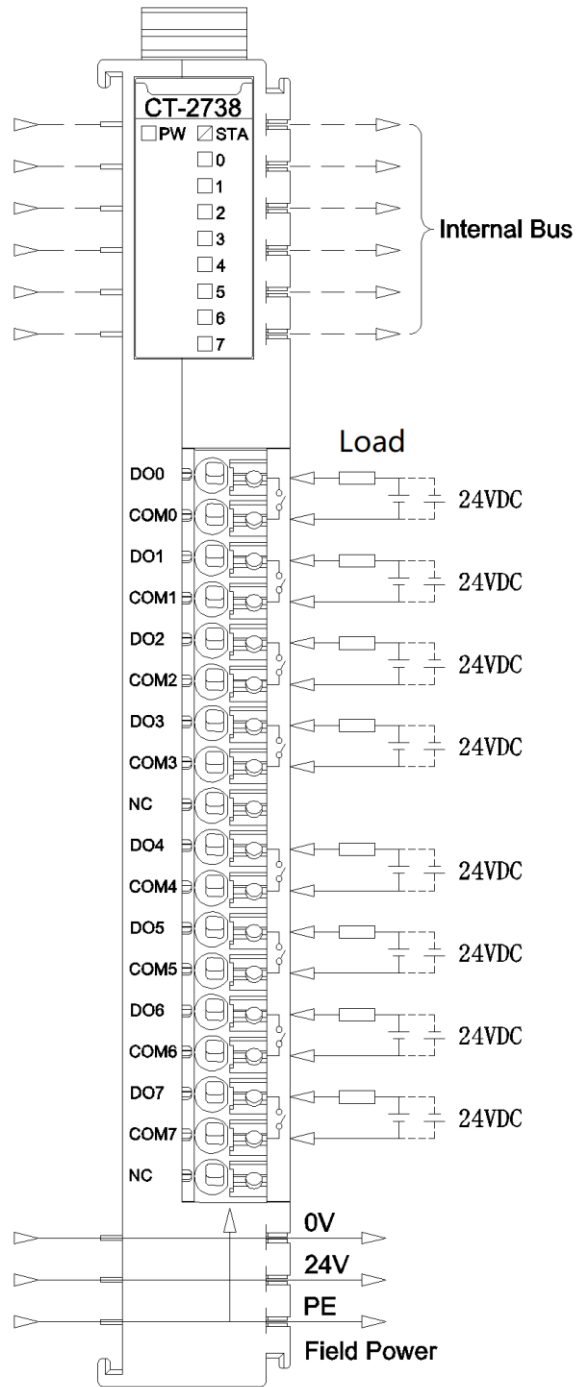 CT-2738
PW STA
0
1
2
3
4
5
6
7
Internal Bus
Load
DO0
COM0
24VDC
DO1
COM1
24VDC
DO2
COM2
24VDC
DO3
COM3
24VDC
NC
DO4
COM4
24VDC
DO5
COM5
24VDC
DO6
COM6
24VDC
DO7
COM7
24VDC
NC
0V
24V
PE
Field Power